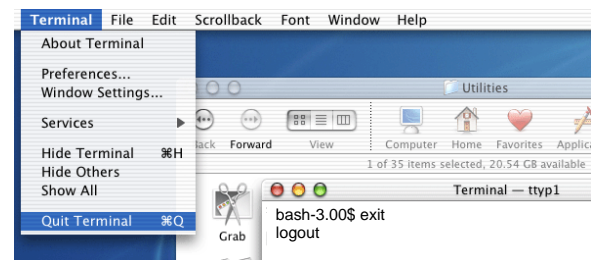 Terminal File Edit Scrollback Font Window Help
About Terminal
Preferences...
Window Settings...
Services
Hide Terminal ⌘H
Hide Others
Show All
Quit Terminal ⌘Q
Utilities
Forward View Computer Home Favorites
1 of 35 items selected, 20.54 GB available
Grab
Terminal — ttyp1
bash-3.00$ exit
logout